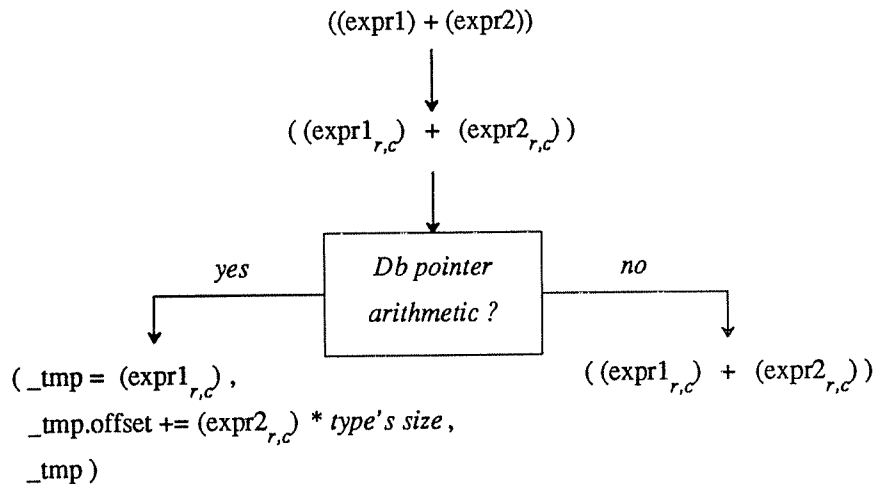 ((expr1) + (expr2))
( (expr1r,c) + (expr2r,c) )
yes
Db pointer
arithmetic ?
no
( _tmp = (expr1r,c) ,
_tmp.offset += (expr2r,c) * type's size ,
_tmp )
((expr1r,c) + (expr2r,c) )